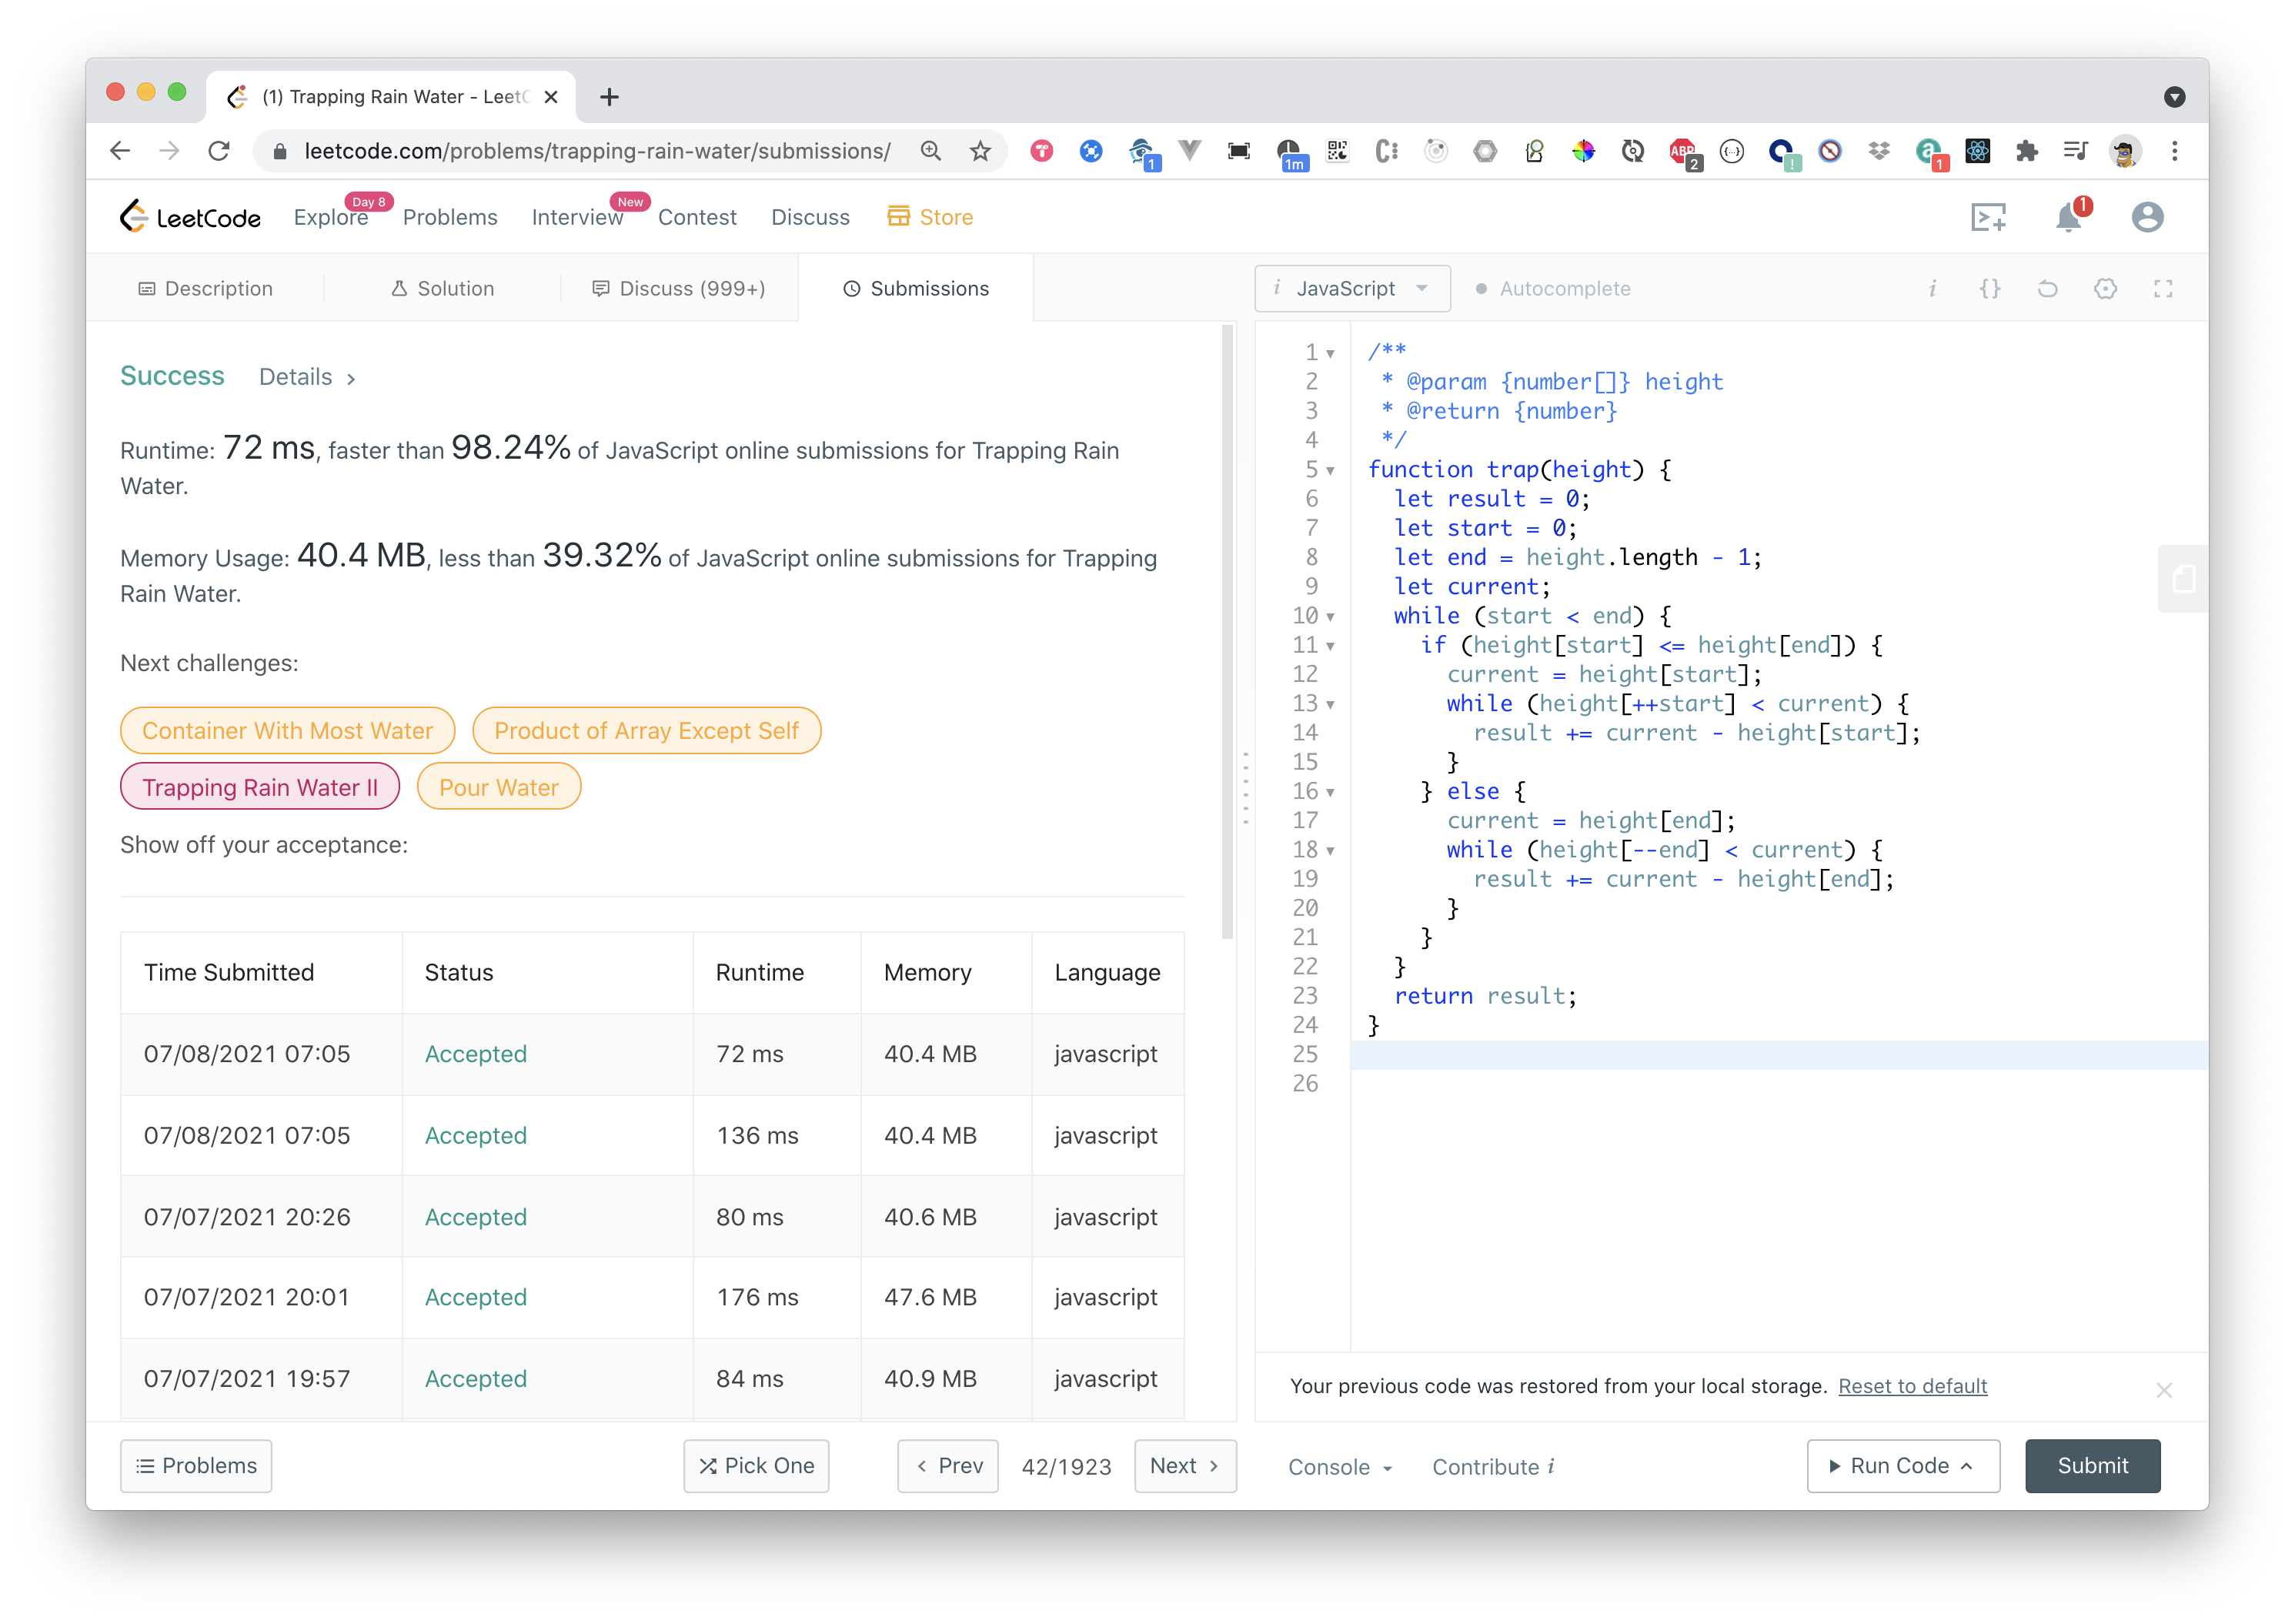 (1) Trapping Rain Water - Leet
leetcode.com/problems/trapping-rain-water/submissions/
1
1m
ABP
2
!
1
LeetCode
Explore
Day 8
Problems
Interview
New
Contest
Discuss
Store
1
Description
Solution
Discuss (999+)
Submissions
i JavaScript
Autocomplete
i {}
Success Details
Runtime: 72 ms, faster than 98.24% of JavaScript online submissions for Trapping Rain
Water.
Memory Usage: 40.4 MB, less than 39.32% of JavaScript online submissions for Trapping
Rain Water.
Next challenges:
Container With Most Water
Product of Array Except Self
Trapping Rain Water II
Pour Water
Show off your acceptance:
Time Submitted Status Runtime Memory Language
07/08/2021 07:05 Accepted 72 ms 40.4 MB javascript
07/08/2021 07:05 Accepted 136 ms 40.4 MB javascript
07/07/2021 20:26 Accepted 80 ms 40.6 MB javascript
07/07/2021 20:01 Accepted 176 ms 47.6 MB javascript
07/07/2021 19:57 Accepted 84 ms 40.9 MB javascript
1 /**
2  * @param {number[]} height
3  * @return {number}
4  */
5 function trap(height) {
6   let result = 0;
7   let start = 0;
8   let end = height.length - 1;
9   let current;
10   while (start < end) {
11     if (height[start] <= height[end]) {
12       current = height[start];
13       while (height[++start] < current) {
14         result += current - height[start];
15       }
16     } else {
17       current = height[end];
18       while (height[--end] < current) {
19         result += current - height[end];
20       }
21     }
22   }
23   return result;
24 }
25
26
Your previous code was restored from your local storage. Reset to default
Problems
Pick One
Prev
42/1923
Next
Console
Contribute i
Run Code
Submit